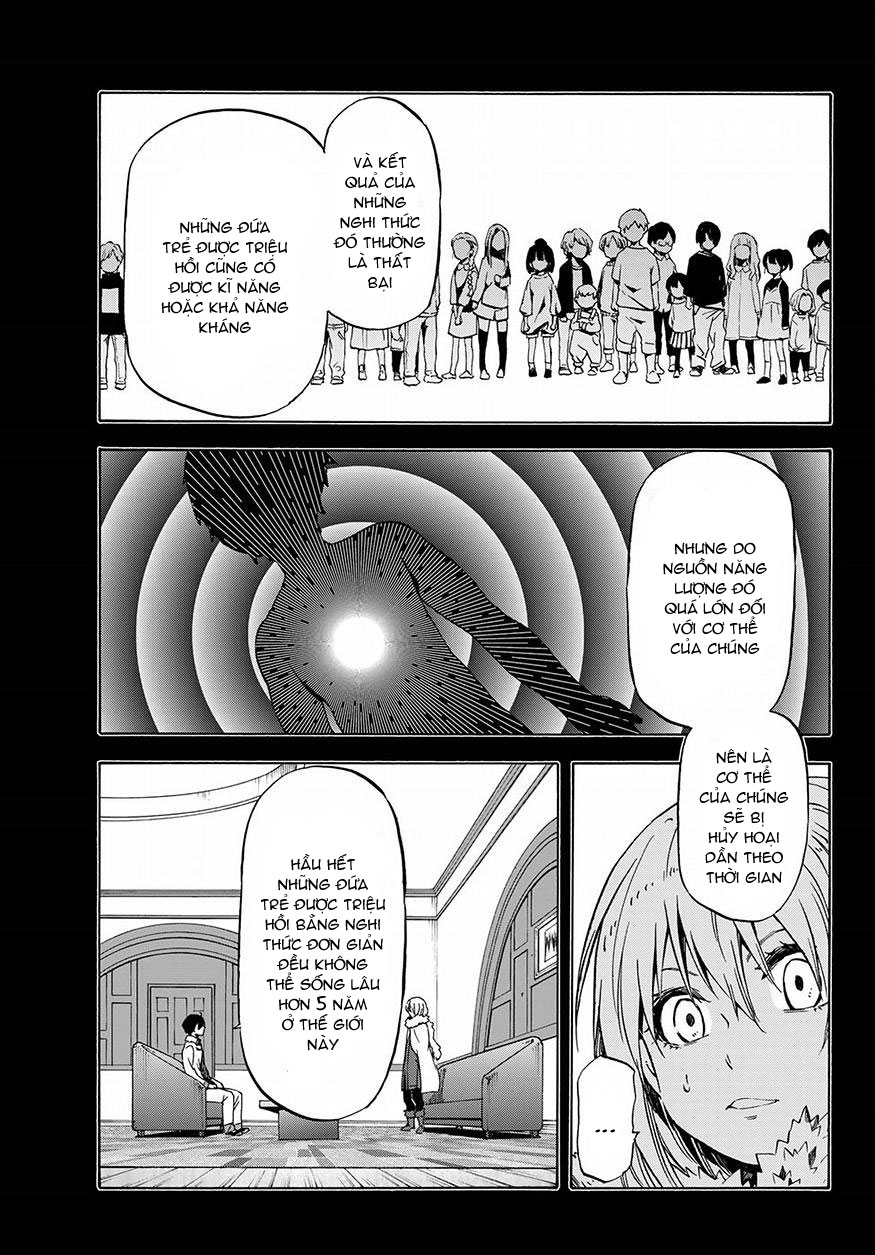 VÀ KẾT
QUẢ CỦA
NHỮNG
NGHI THỨC
ĐÓ THƯỜNG
LÀ THẤT
BẠI
NHỮNG ĐỨA
TRẺ ĐƯỢC TRIỆU
HỒI CŨNG CÓ
ĐƯỢC KĨ NĂNG
HOẶC KHẢ NĂNG
KHÁNG
NHƯNG DO
NGUỒN NĂNG
LƯỢNG ĐÓ
QUÁ LỚN ĐỐI
VỚI CƠ THỂ
CỦA CHÚNG
NÊN LÀ
CƠ THỂ
CỦA CHÚNG
SẼ BỊ
HỦY HOẠI
DẦN THEO
THỜI GIAN
...
HẦU HẾT
NHỮNG ĐỨA
TRẺ ĐƯỢC TRIỆU
HỒI BẰNG NGHI
THỨC ĐƠN GIẢN
ĐỀU KHÔNG
THỂ SỐNG LÂU
HƠN 5 NĂM
Ở THẾ GIỚI
NÀY